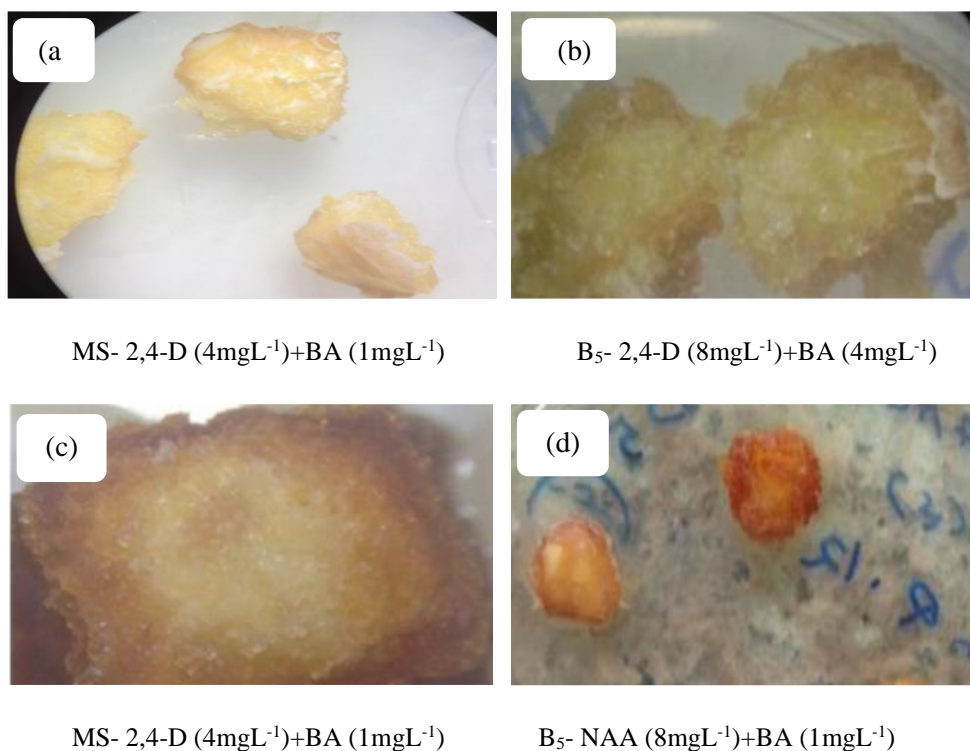 (a
(b)
MS- 2,4-D (4mgL⁻¹)+BA (1mgL⁻¹)
B₅- 2,4-D (8mgL⁻¹)+BA (4mgL⁻¹)
(c)
(d)
MS- 2,4-D (4mgL⁻¹)+BA (1mgL⁻¹)
B₅- NAA (8mgL⁻¹)+BA (1mgL⁻¹)